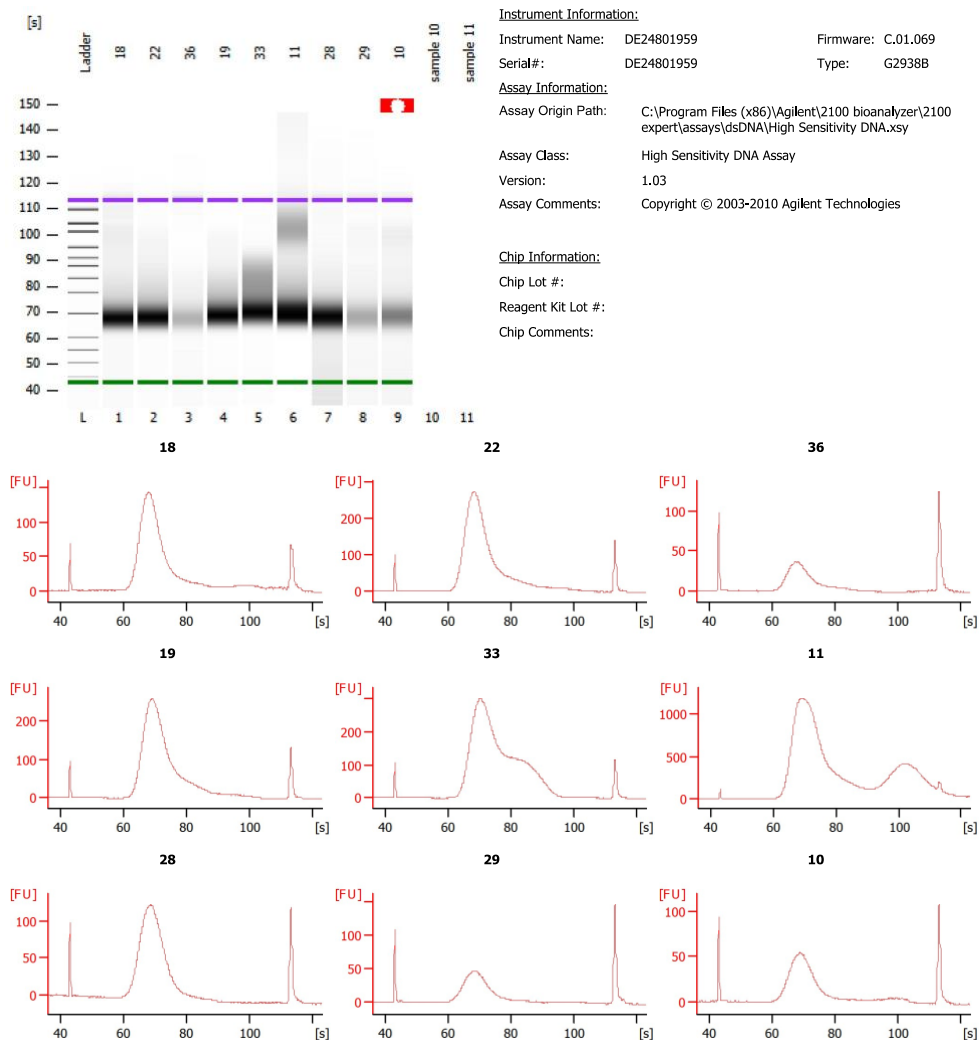 Instrument Information:
Instrument Name: DE24801959 Firmware: C.01.069
Serial#: DE24801959 Type: G2938B
Assay Information:
Assay Origin Path: C:\Program Files (x86)\Agilent\2100 bioanalyzer\2100
expert\assays\dsDNA\High Sensitivity DNA.xsy
Assay Class: High Sensitivity DNA Assay
Version: 1.03
Assay Comments: Copyright © 2003-2010 Agilent Technologies
Chip Information:
Chip Lot #:
Reagent Kit Lot #:
Chip Comments:
[s] Ladder 18 22 36 19 33 11 28 29 10 sample 10 sample 11
150
140
130
120
110
100
90
80
70
60
50
40
L 1 2 3 4 5 6 7 8 9 10 11
18 22 36
[FU] [FU] [FU]
100 300 100
50 200 50
0 100 0
0
40 60 80 100 [s] 40 60 80 100 [s] 40 60 80 100 [s]
19 33 11
[FU] [FU] [FU]
200 200 1000
100 100 500
0 0 0
40 60 80 100 [s] 40 60 80 100 [s] 40 60 80 100 [s]
28 29 10
[FU] [FU] [FU]
100 100 100
50 50 50
0 0 0
40 60 80 100 [s] 40 60 80 100 [s] 40 60 80 100 [s]